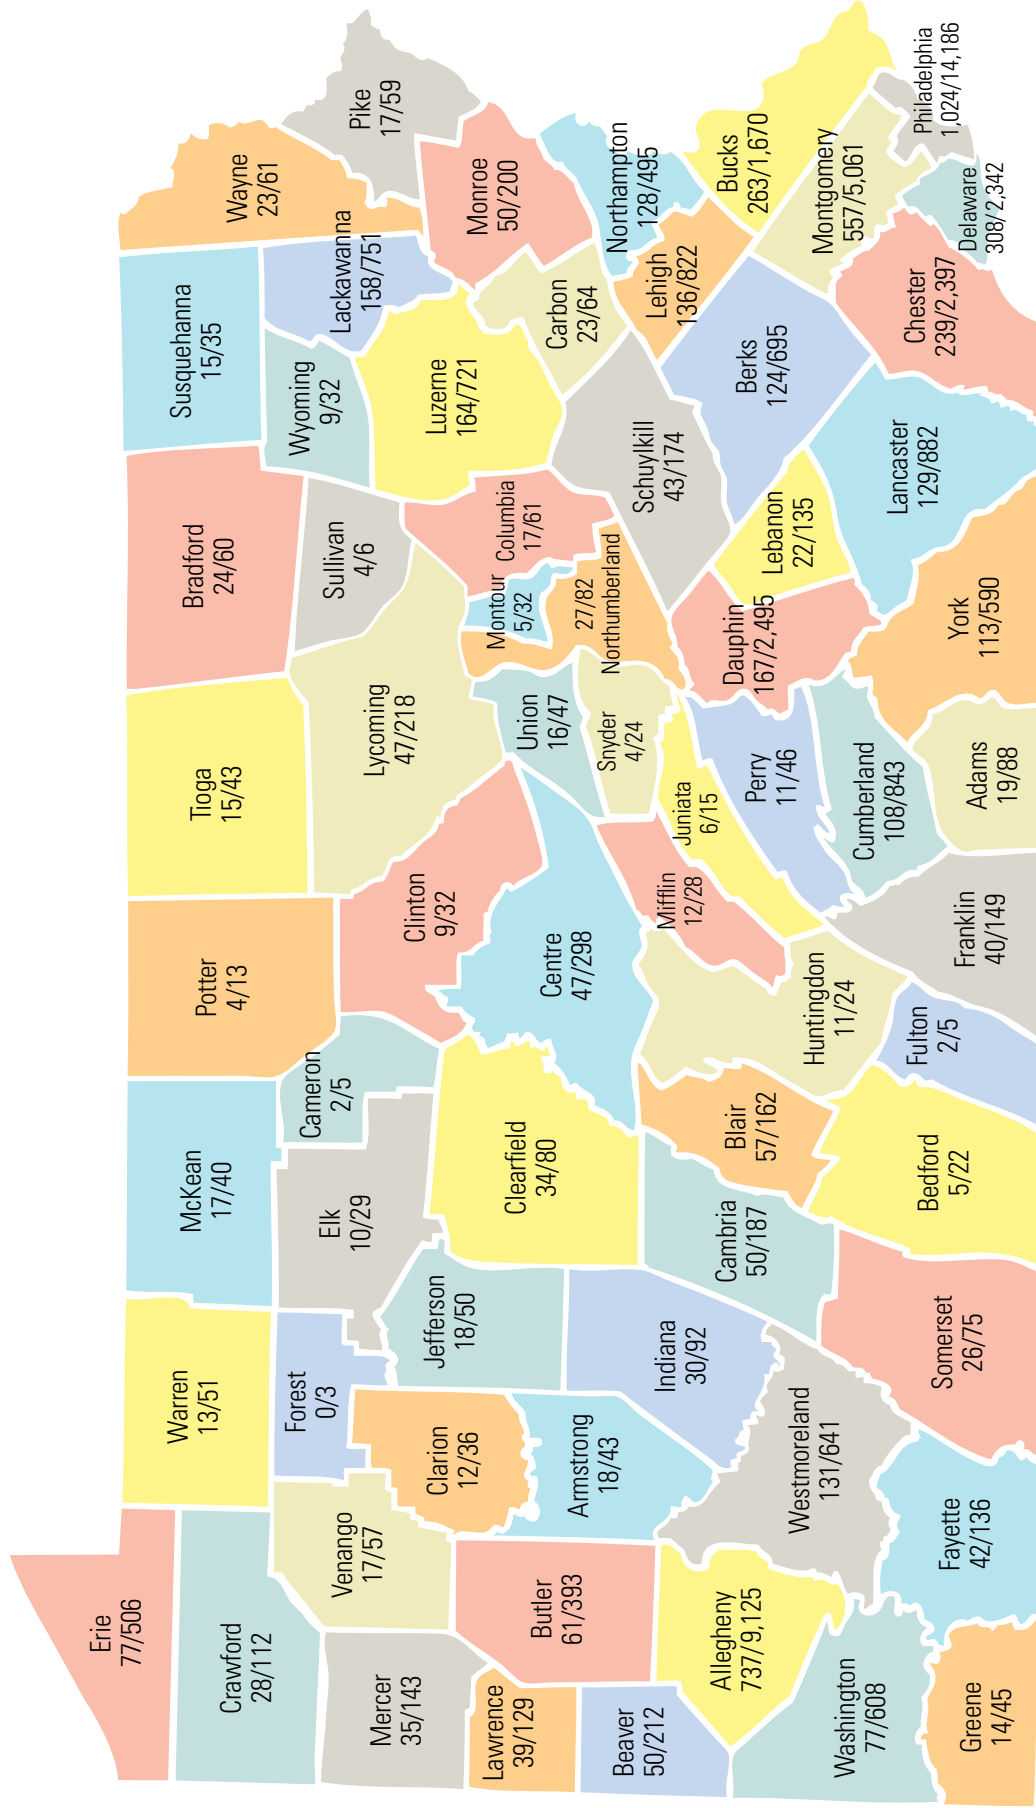 Erie
77/506
Crawford
28/112
Warren
13/51
McKean
17/40
Potter
4/13
Tioga
15/43
Bradford
24/60
Susquehanna
15/35
Wayne
23/61
Pike
17/59
Mercer
35/143
Venango
17/57
Forest
0/3
Elk
10/29
Cameron
2/5
Sullivan
4/6
Wyoming
9/32
Lackawanna
158/751
Lawrence
39/129
Butler
61/393
Clarion
12/36
Jefferson
18/50
Clinton
9/32
Lycoming
47/218
Luzerne
164/721
Monroe
50/200
Clearfield
34/80
Centre
47/298
Union
16/47
Montour
5/32
Columbia
17/61
Carbon
23/64
Northampton
128/495
Beaver
50/212
Armstrong
18/43
Indiana
30/92
Snyder
4/24
27/82
Northumberland
Schuylkill
43/174
Lehigh
136/822
Bucks
263/1,670
Allegheny
737/9,125
Westmoreland
131/641
Cambria
50/187
Blair
57/162
Huntingdon
11/24
Mifflin
12/28
Juniata
6/15
Perry
11/46
Dauphin
167/2,495
Lebanon
22/135
Berks
124/695
Montgomery
557/5,061
Philadelphia
1,024/14,186
Washington
77/608
Cumberland
108/843
Lancaster
129/882
Chester
239/2,397
Delaware
308/2,342
Greene
14/45
Fayette
42/136
Somerset
26/75
Bedford
5/22
Fulton
2/5
Franklin
40/149
Adams
19/88
York
113/590